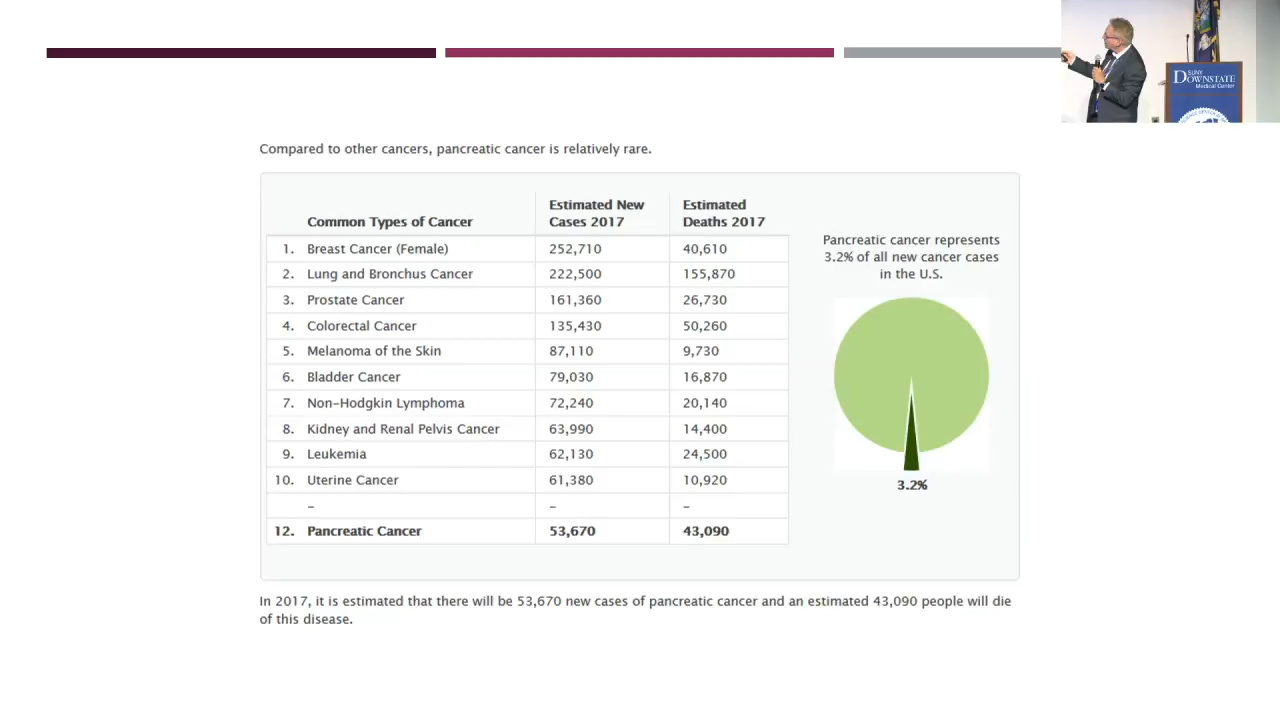 SUNY
DOWNSTATE
Medical Center
Compared to other cancers, pancreatic cancer is relatively rare.
Common Types of Cancer Estimated New Cases 2017 Estimated Deaths 2017
1. Breast Cancer (Female) 252,710 40,610
2. Lung and Bronchus Cancer 222,500 155,870
3. Prostate Cancer 161,360 26,730
4. Colorectal Cancer 135,430 50,260
5. Melanoma of the Skin 87,110 9,730
6. Bladder Cancer 79,030 16,870
7. Non-Hodgkin Lymphoma 72,240 20,140
8. Kidney and Renal Pelvis Cancer 63,990 14,400
9. Leukemia 62,130 24,500
10. Uterine Cancer 61,380 10,920
– – –
12. Pancreatic Cancer 53,670 43,090
Pancreatic cancer represents
3.2% of all new cancer cases
in the U.S.
3.2%
In 2017, it is estimated that there will be 53,670 new cases of pancreatic cancer and an estimated 43,090 people will die
of this disease.